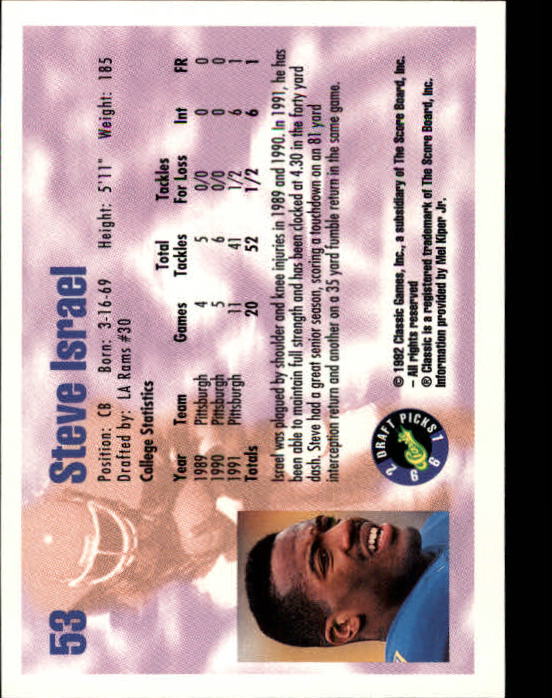 53 Steve Israel
Position: CB Born: 3-16-69 Height: 5'11" Weight: 185
Drafted by: LA Rams #30
College Statistics
Total Tackles
Year Team Games Tackles For Loss Int FR
1989 Pittsburgh 4 5 0/0 0 0
1990 Pittsburgh 5 6 0/0 0 0
1991 Pittsburgh 11 41 1/2 6 1
Totals 20 52 1/2 6 1
Israel was plagued by shoulder and knee injuries in 1989 and 1990. In 1991, he has
been able to maintain full strength and has been clocked at 4.30 in the forty yard
dash. Steve had a great senior season, scoring a touchdown on an 81 yard
interception return and another on a 35 yard fumble return in the same game.
DRAFT PICKS
1992
Classic
© 1992 Classic Games, Inc., a subsidiary of The Score Board, Inc.
– All rights reserved
® Classic is a registered trademark of The Score Board, Inc.
Information provided by Mel Kiper Jr.